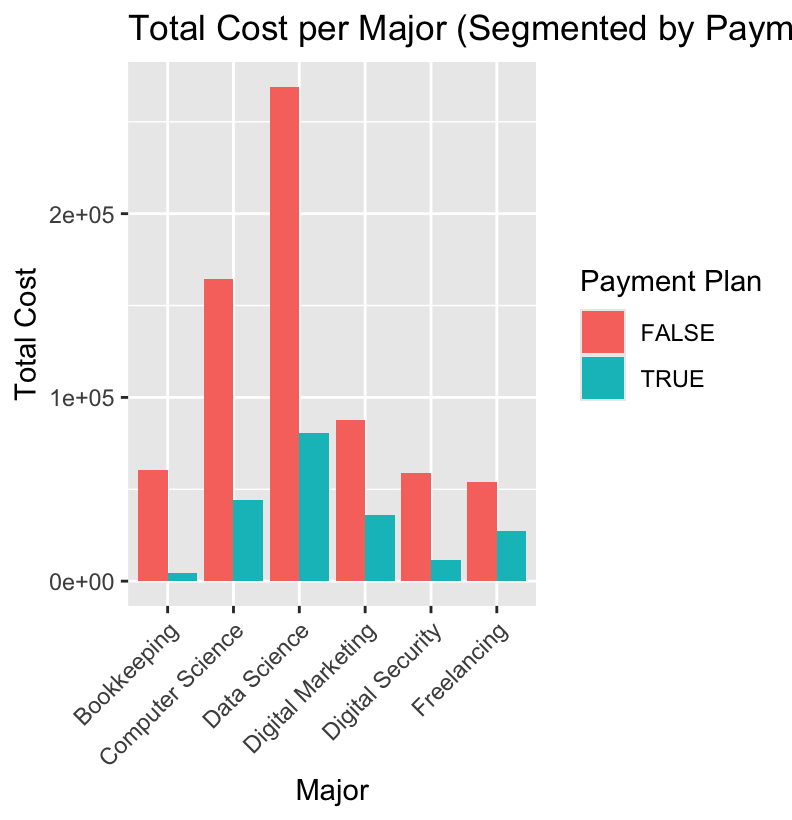 Total Cost per Major (Segmented by Paym
2e+05
1e+05
0e+00
Total Cost
Bookkeeping
Computer Science
Data Science
Digital Marketing
Digital Security
Freelancing
Major
Payment Plan
FALSE
TRUE